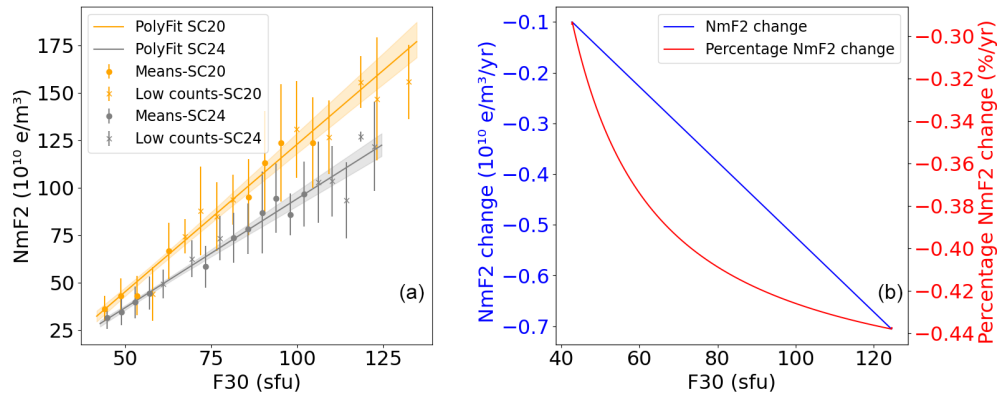 PolyFit SC20
PolyFit SC24
Means-SC20
Low counts-SC20
Means-SC24
Low counts-SC24
175
150
125
100
75
50
25
NmF2 (10¹⁰ e/m³)
(a)
50 75 100 125
F30 (sfu)
NmF2 change
Percentage NmF2 change
−0.1
−0.2
−0.3
−0.4
−0.5
−0.6
−0.7
NmF2 change (10¹⁰ e/m³/yr)
(b)
40 60 80 100 120
F30 (sfu)
−0.30
−0.32
−0.34
−0.36
−0.38
−0.40
−0.42
−0.44
Percentage NmF2 change (%/yr)